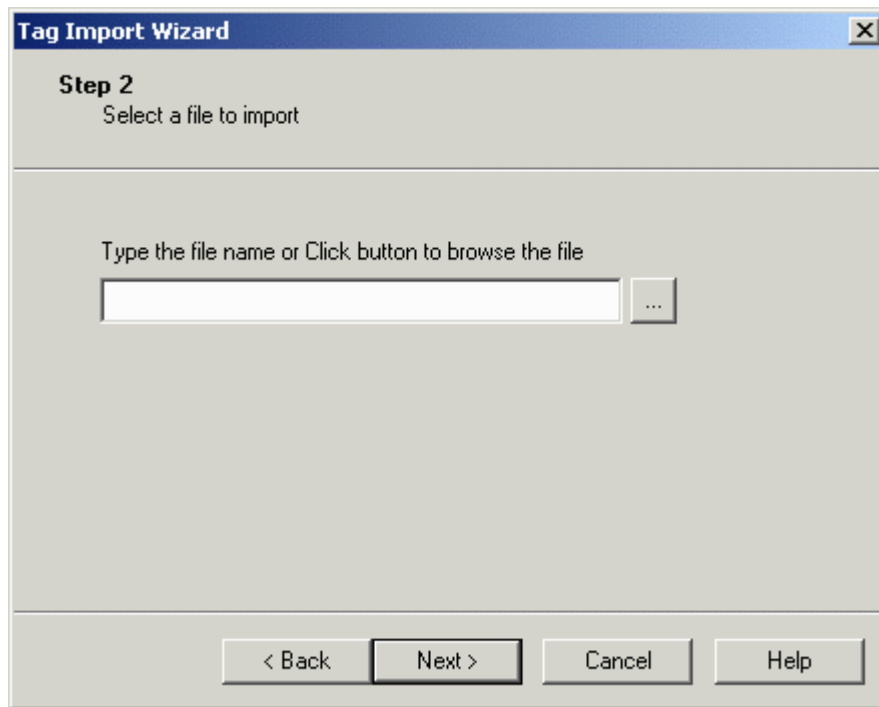 Tag Import Wizard
Step 2
Select a file to import
Type the file name or Click button to browse the file
...
< Back Next > Cancel Help